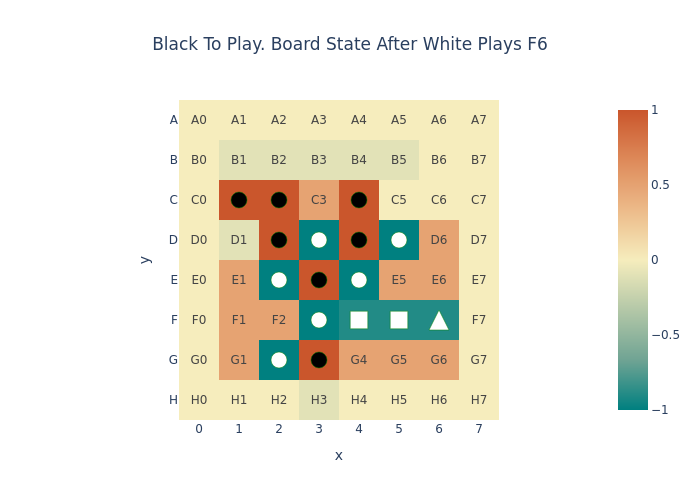 Black To Play. Board State After White Plays F6
A A0 A1 A2 A3 A4 A5 A6 A7
B B0 B1 B2 B3 B4 B5 B6 B7
C C0 C3 C5 C6 C7
D D0 D1 D6 D7
E E0 E1 E5 E6 E7
F F0 F1 F2 F7
G G0 G1 G4 G5 G6 G7
H H0 H1 H2 H3 H4 H5 H6 H7
0 1 2 3 4 5 6 7
x
y
1
0.5
0
−0.5
−1